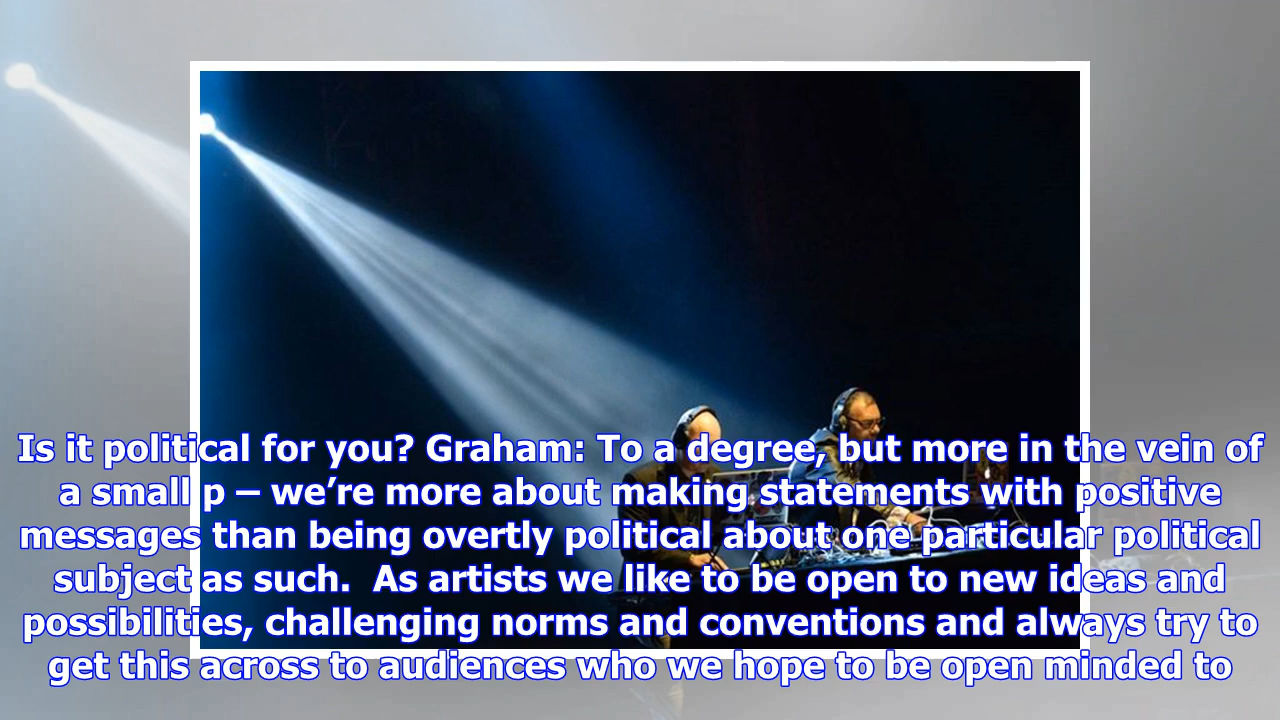 Is it political for you? Graham: To a degree, but more in the vein of
a small p – we’re more about making statements with positive
messages than being overtly political about one particular political
subject as such.  As artists we like to be open to new ideas and
possibilities, challenging norms and conventions and always try to
get this across to audiences who we hope to be open minded to